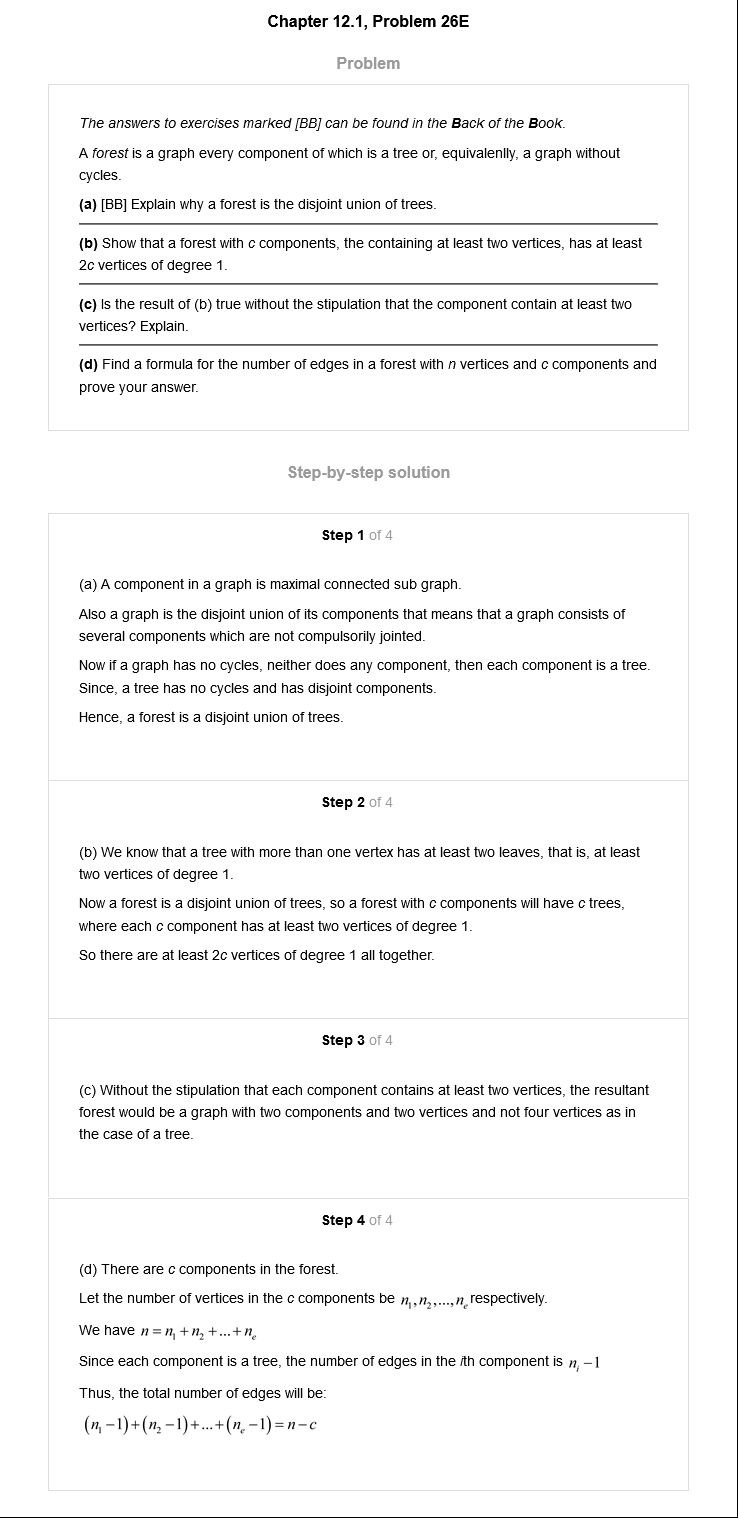 Chapter 12.1, Problem 26E
Problem
The answers to exercises marked [BB] can be found in the Back of the Book.
A forest is a graph every component of which is a tree or, equivalenlly, a graph without
cycles.
(a) [BB] Explain why a forest is the disjoint union of trees.
(b) Show that a forest with c components, the containing at least two vertices, has at least
2c vertices of degree 1.
(c) Is the result of (b) true without the stipulation that the component contain at least two
vertices? Explain.
(d) Find a formula for the number of edges in a forest with n vertices and c components and
prove your answer.
Step-by-step solution
Step 1 of 4
(a) A component in a graph is maximal connected sub graph.
Also a graph is the disjoint union of its components that means that a graph consists of
several components which are not compulsorily jointed.
Now if a graph has no cycles, neither does any component, then each component is a tree.
Since, a tree has no cycles and has disjoint components.
Hence, a forest is a disjoint union of trees.
Step 2 of 4
(b) We know that a tree with more than one vertex has at least two leaves, that is, at least
two vertices of degree 1.
Now a forest is a disjoint union of trees, so a forest with c components will have c trees,
where each c component has at least two vertices of degree 1.
So there are at least 2c vertices of degree 1 all together.
Step 3 of 4
(c) Without the stipulation that each component contains at least two vertices, the resultant
forest would be a graph with two components and two vertices and not four vertices as in
the case of a tree.
Step 4 of 4
(d) There are c components in the forest.
Let the number of vertices in the c components be n₁,n₂,...,nₑ respectively.
We have n = n₁ + n₂ + ... + nₑ
Since each component is a tree, the number of edges in the ith component is nᵢ −1
Thus, the total number of edges will be:
(n₁ −1)+(n₂ −1)+...+(nₑ −1)= n−c